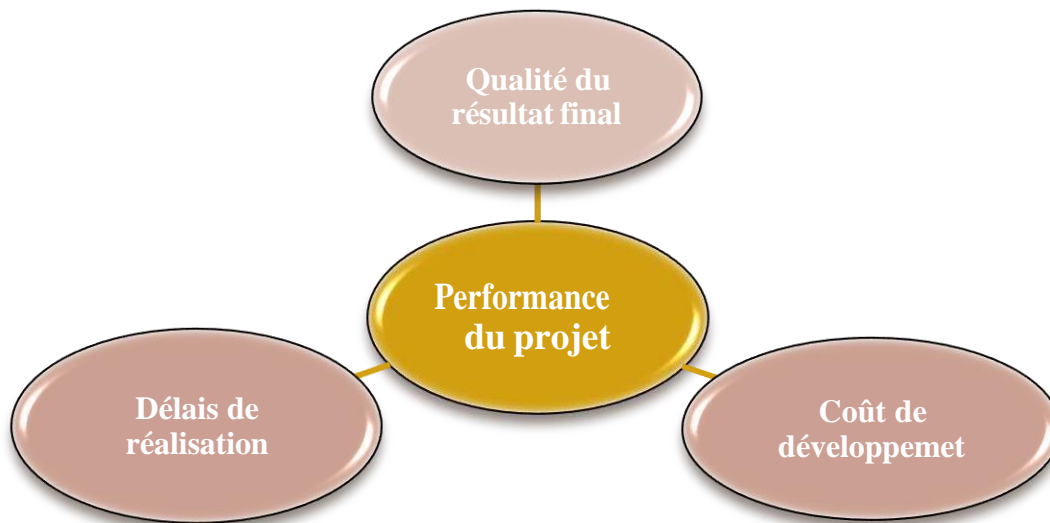 Qualité du
résultat final
Performance
du projet
Délais de
réalisation
Coût de
développemet